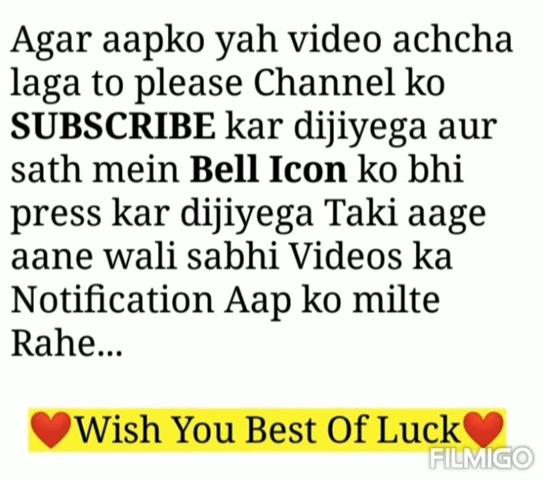 Agar aapko yah video achcha
laga to please Channel ko
SUBSCRIBE kar dijiyega aur
sath mein Bell Icon ko bhi
press kar dijiyega Taki aage
aane wali sabhi Videos ka
Notification Aap ko milte
Rahe...
❤️Wish You Best Of Luck❤️
FILMIGO